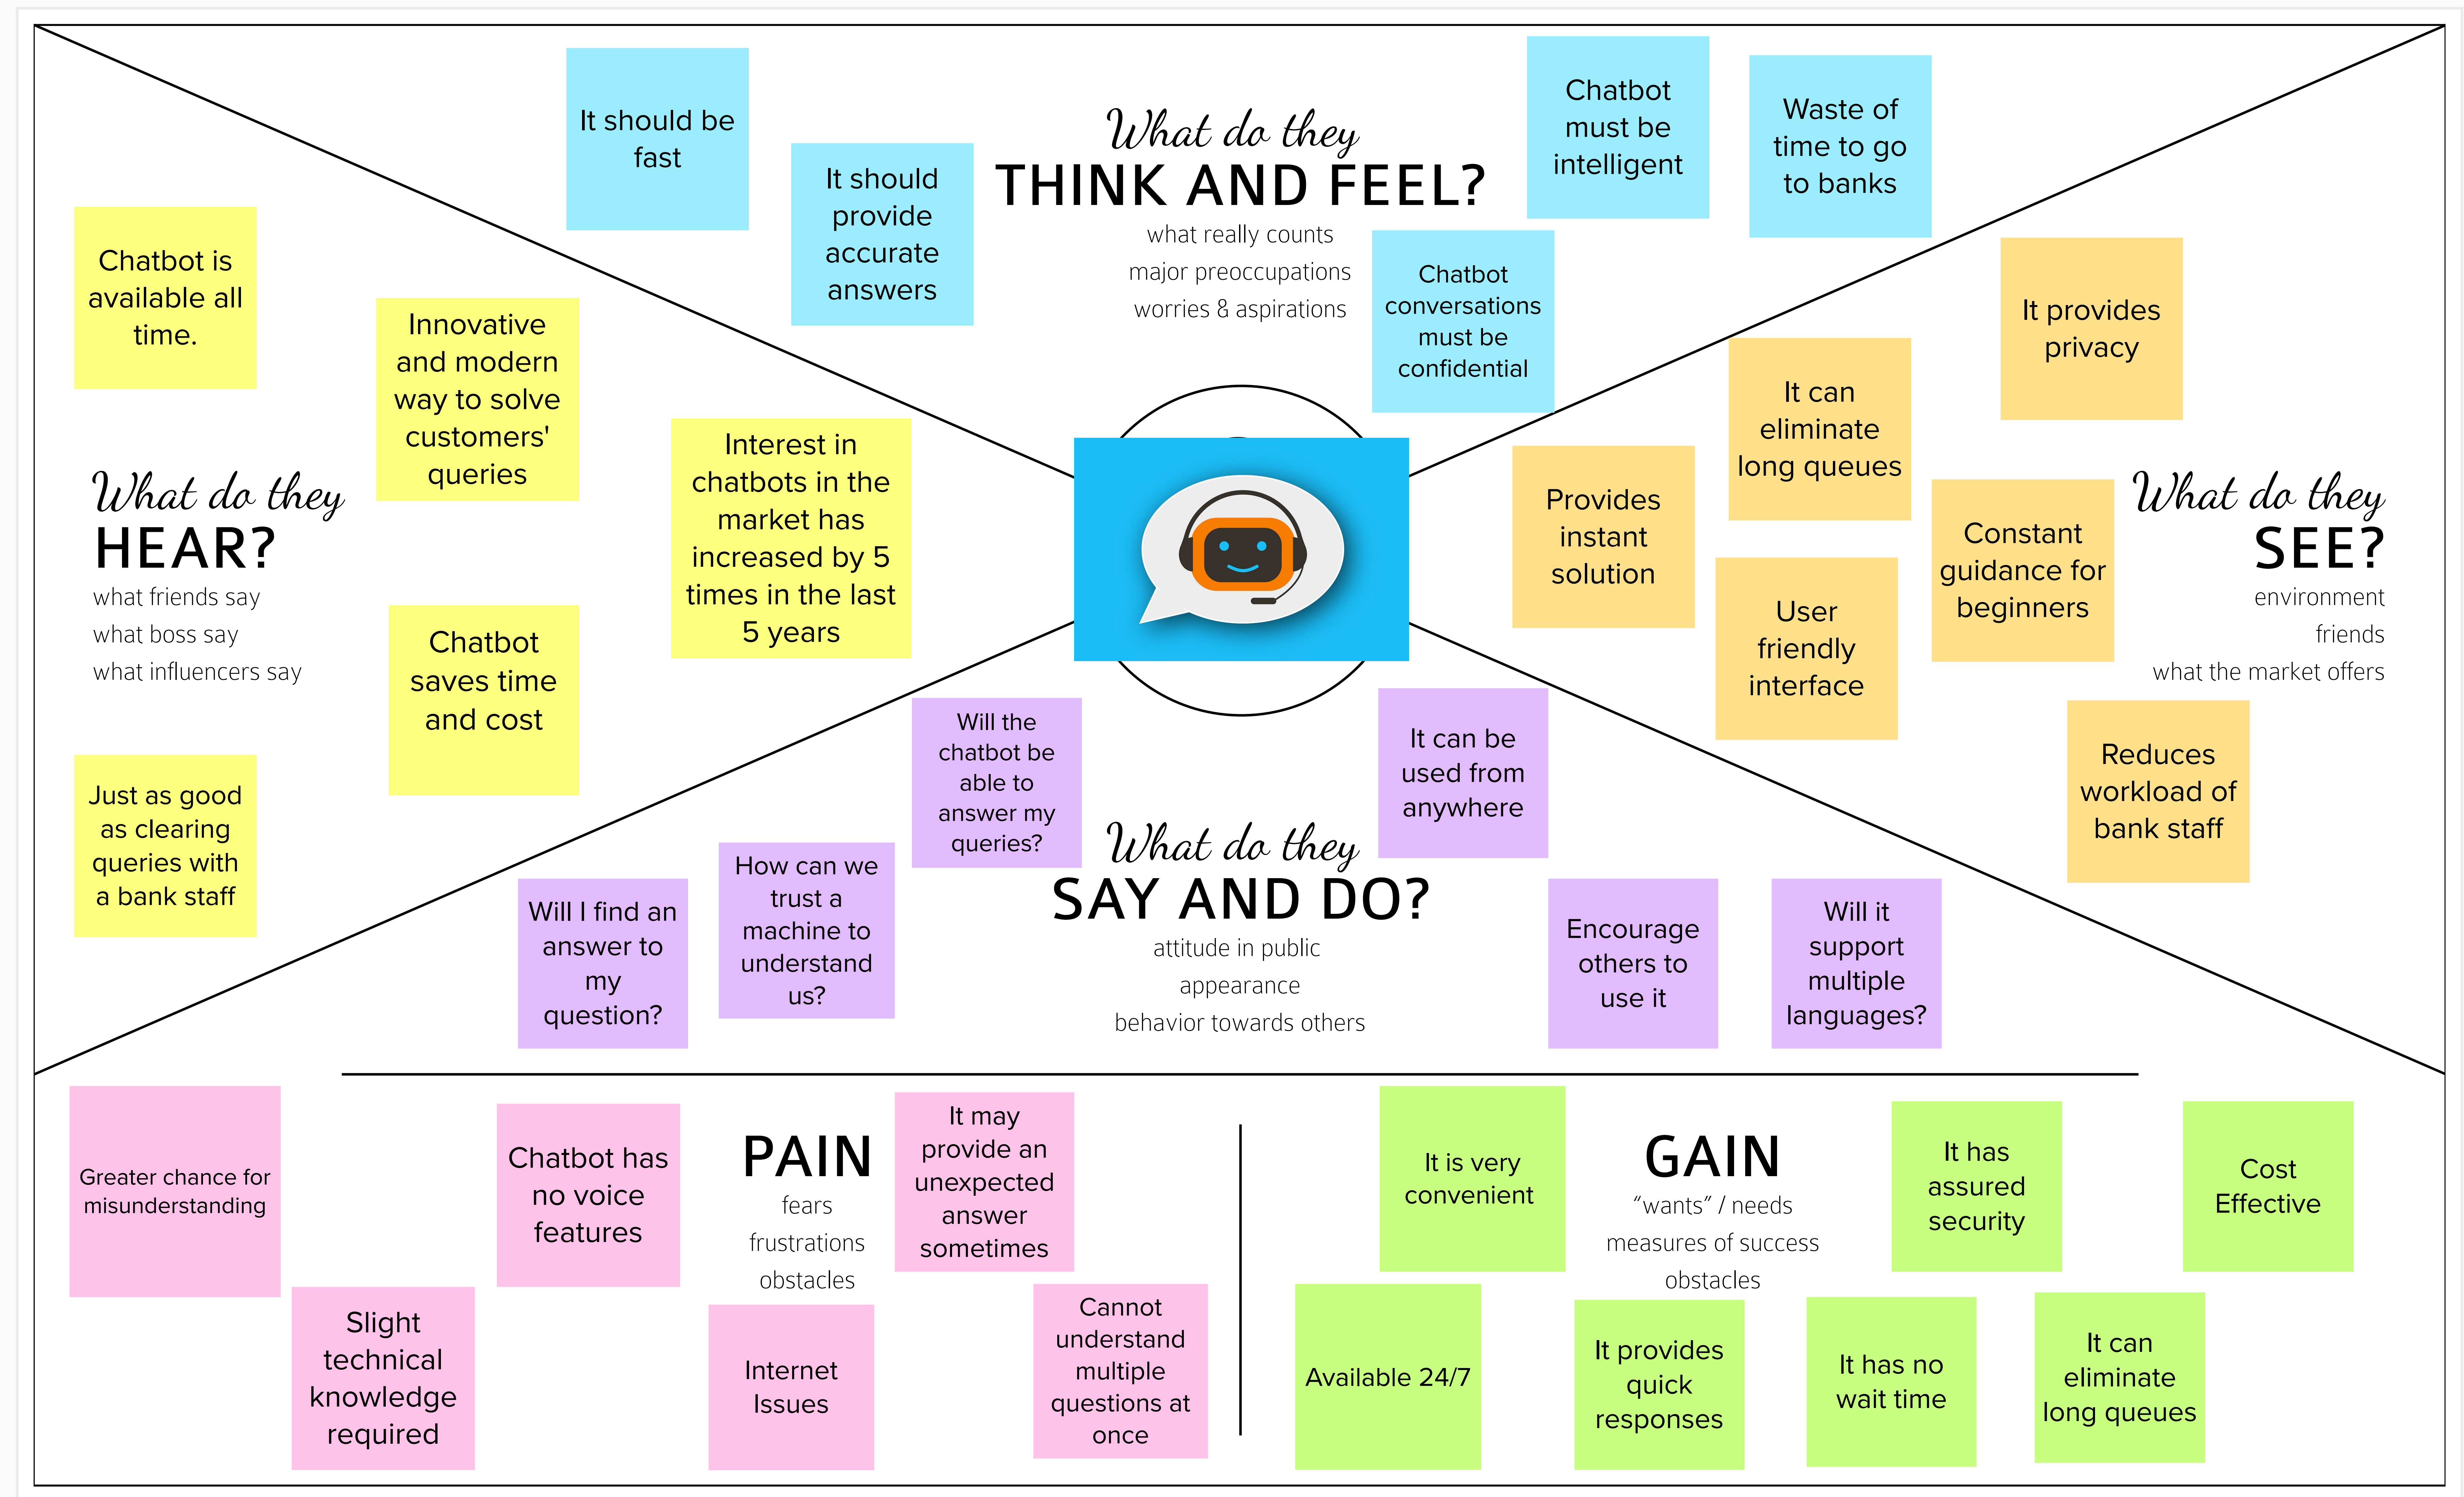 What do they
THINK AND FEEL?
what really counts
major preoccupations
worries & aspirations
It should be
fast
It should
provide
accurate
answers
Chatbot
must be
intelligent
Waste of
time to go
to banks
Chatbot
conversations
must be
confidential
What do they
HEAR?
what friends say
what boss say
what influencers say
Chatbot is
available all
time.
Innovative
and modern
way to solve
customers'
queries
Interest in
chatbots in the
market has
increased by 5
times in the last
5 years
Chatbot
saves time
and cost
Just as good
as clearing
queries with
a bank staff
What do they
SEE?
environment
friends
what the market offers
It provides
privacy
It can
eliminate
long queues
Provides
instant
solution
Constant
guidance for
beginners
User
friendly
interface
Reduces
workload of
bank staff
What do they
SAY AND DO?
attitude in public
appearance
behavior towards others
Will the
chatbot be
able to
answer my
queries?
It can be
used from
anywhere
How can we
trust a
machine to
understand
us?
Will I find an
answer to
my
question?
Encourage
others to
use it
Will it
support
multiple
languages?
PAIN
fears
frustrations
obstacles
Greater chance for
misunderstanding
Chatbot has
no voice
features
It may
provide an
unexpected
answer
sometimes
Slight
technical
knowledge
required
Internet
Issues
Cannot
understand
multiple
questions at
once
GAIN
“wants” / needs
measures of success
obstacles
It is very
convenient
It has
assured
security
Cost
Effective
Available 24/7
It provides
quick
responses
It has no
wait time
It can
eliminate
long queues